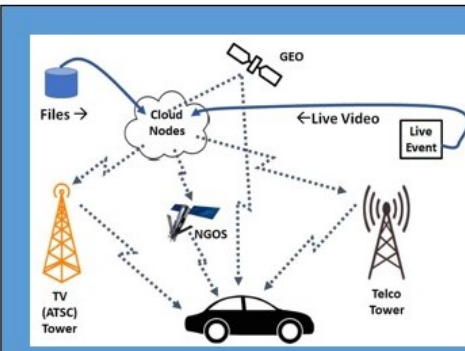 GEO
Files →
Cloud
Nodes
←Live Video
Live
Event
NGOS
TV
(ATSC)
Tower
Telco
Tower